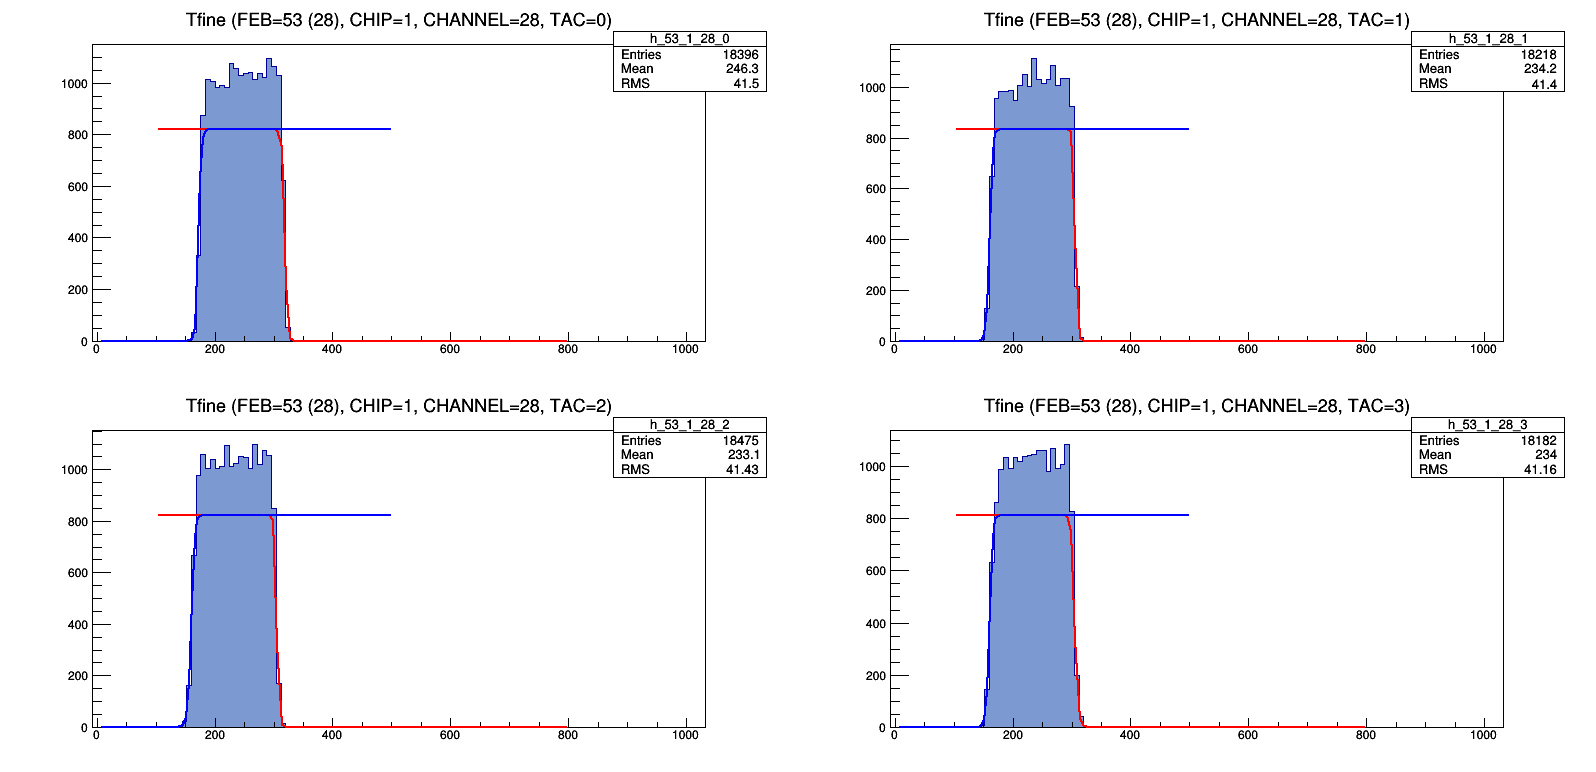 Tfine (FEB=53 (28), CHIP=1, CHANNEL=28, TAC=0)
h_53_1_28_0
Entries 18396
Mean 246.3
RMS 41.5
1000
800
600
400
200
0
0 200 400 600 800 1000
Tfine (FEB=53 (28), CHIP=1, CHANNEL=28, TAC=1)
h_53_1_28_1
Entries 18218
Mean 234.2
RMS 41.4
1000
800
600
400
200
0
0 200 400 600 800 1000
Tfine (FEB=53 (28), CHIP=1, CHANNEL=28, TAC=2)
h_53_1_28_2
Entries 18475
Mean 233.1
RMS 41.43
1000
800
600
400
200
0
0 200 400 600 800 1000
Tfine (FEB=53 (28), CHIP=1, CHANNEL=28, TAC=3)
h_53_1_28_3
Entries 18182
Mean 234
RMS 41.16
1000
800
600
400
200
0
0 200 400 600 800 1000